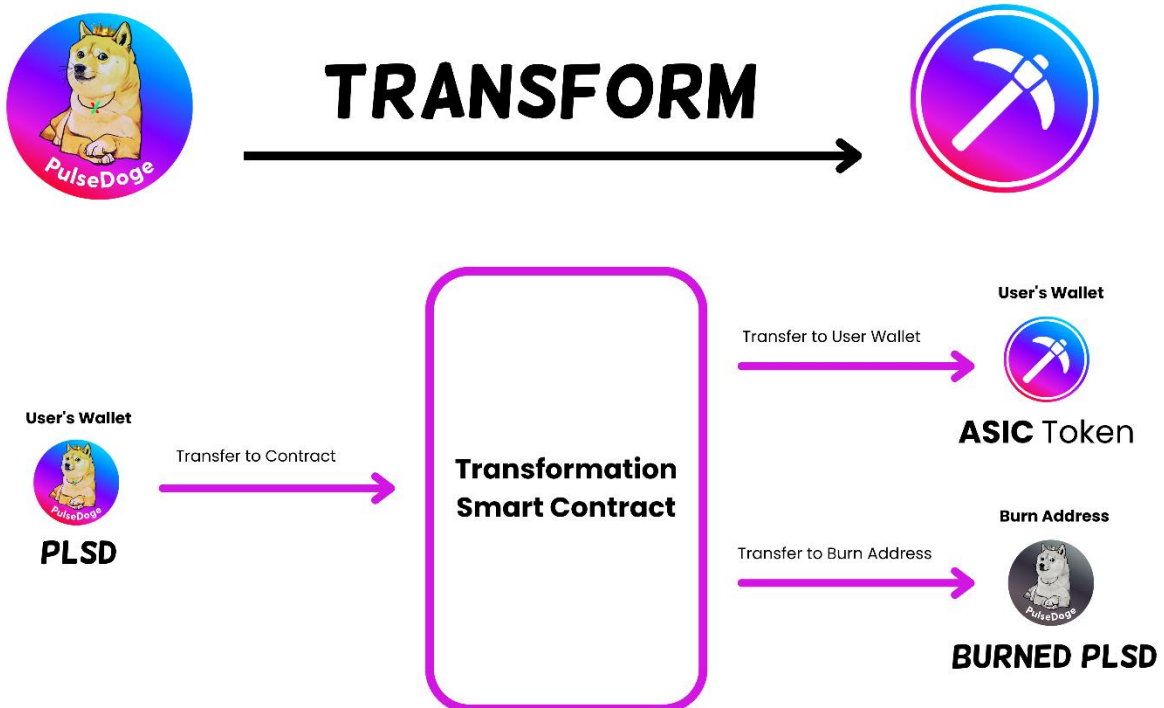 TRANSFORM
PulseDoge
User's Wallet
Transfer to User Wallet
ASIC Token
User's Wallet
PulseDoge
PLSD
Transfer to Contract
Transformation
Smart Contract
Burn Address
Transfer to Burn Address
PulseDoge
BURNED PLSD